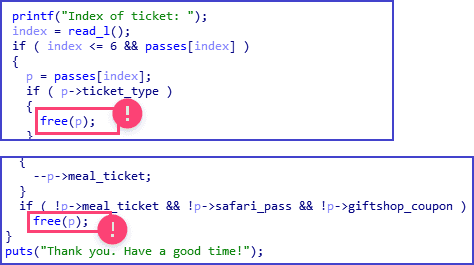 printf("Index of ticket: ");
index = read_l();
if ( index <= 6 && passes[index] )
{
p = passes[index];
if ( p->ticket_type )
{
free(p);
!
}
{
--p->meal_ticket;
}
if ( !p->meal_ticket && !p->safari_pass && !p->giftshop_coupon )
free(p);
!
}
puts("Thank you. Have a good time!");